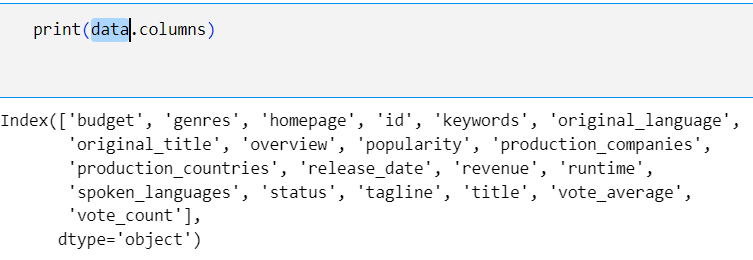 print(data.columns)
Index(['budget', 'genres', 'homepage', 'id', 'keywords', 'original_language',
'original_title', 'overview', 'popularity', 'production_companies',
'production_countries', 'release_date', 'revenue', 'runtime',
'spoken_languages', 'status', 'tagline', 'title', 'vote_average',
'vote_count'],
dtype='object')